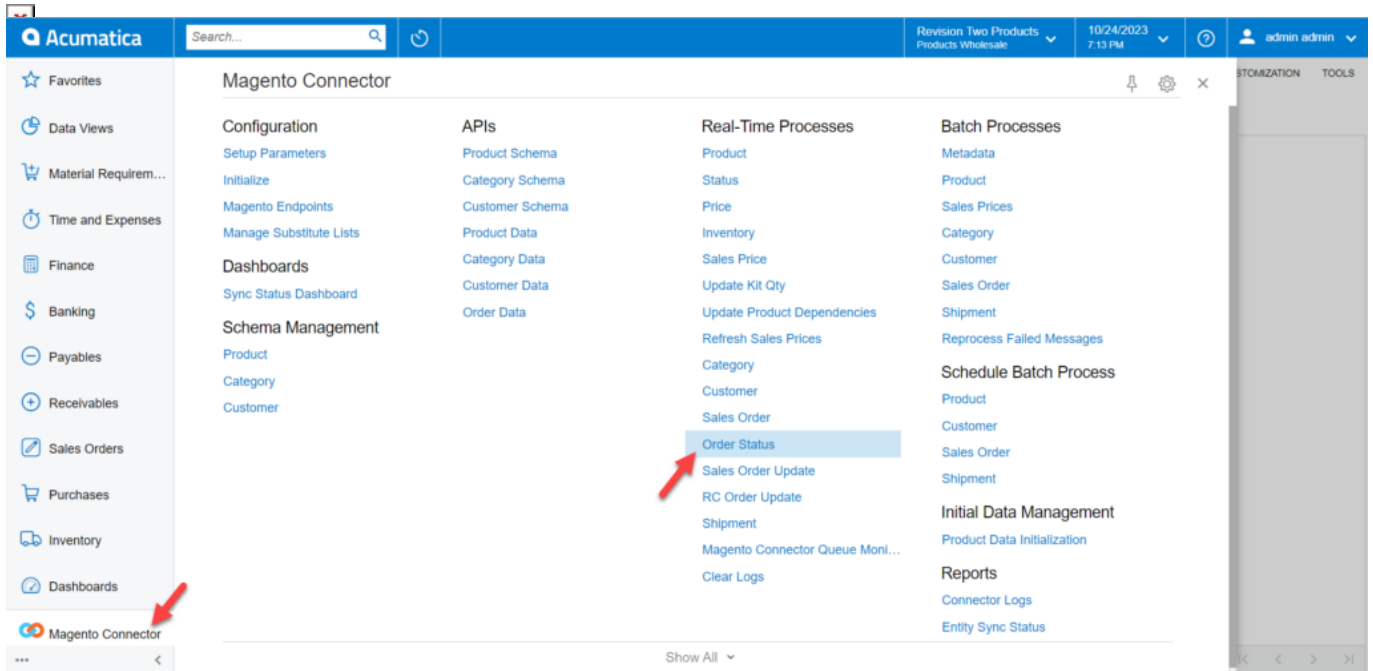 Acumatica
Search...
Revision Two Products
Products Wholesale
10/24/2023
7:13 PM
admin admin
Favorites
Data Views
Material Requirem...
Time and Expenses
Finance
Banking
Payables
Receivables
Sales Orders
Purchases
Inventory
Dashboards
Magento Connector
Magento Connector
STOMIZATION TOOLS
Configuration
Setup Parameters
Initialize
Magento Endpoints
Manage Substitute Lists
Dashboards
Sync Status Dashboard
Schema Management
Product
Category
Customer
APIs
Product Schema
Category Schema
Customer Schema
Product Data
Category Data
Customer Data
Order Data
Real-Time Processes
Product
Status
Price
Inventory
Sales Price
Update Kit Qty
Update Product Dependencies
Refresh Sales Prices
Category
Customer
Sales Order
Order Status
Sales Order Update
RC Order Update
Shipment
Magento Connector Queue Moni...
Clear Logs
Batch Processes
Metadata
Product
Sales Prices
Category
Customer
Sales Order
Shipment
Reprocess Failed Messages
Schedule Batch Process
Product
Customer
Sales Order
Shipment
Initial Data Management
Product Data Initialization
Reports
Connector Logs
Entity Sync Status
Show All